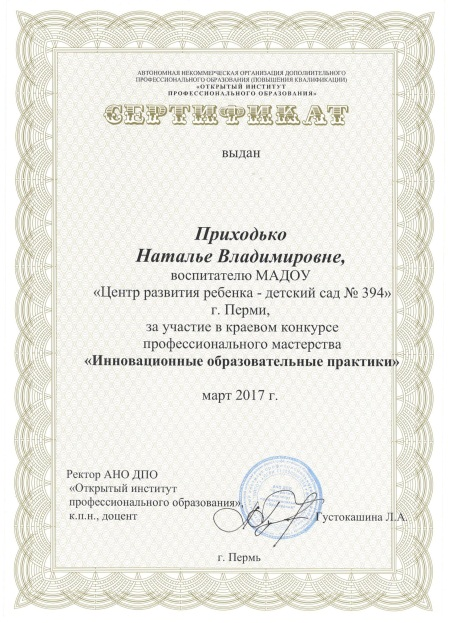 АВТОНОМНАЯ НЕКОММЕРЧЕСКАЯ ОРГАНИЗАЦИЯ ДОПОЛНИТЕЛЬНОГО
ПРОФЕССИОНАЛЬНОГО ОБРАЗОВАНИЯ (ПОВЫШЕНИЯ КВАЛИФИКАЦИИ)
«ОТКРЫТЫЙ ИНСТИТУТ
ПРОФЕССИОНАЛЬНОГО ОБРАЗОВАНИЯ»
СЕРТИФИКАТ
выдан
Приходько
Наталье Владимировне,
воспитателю МАДОУ
«Центр развития ребенка - детский сад № 394»
г. Перми,
за участие в краевом конкурсе
профессионального мастерства
«Инновационные образовательные практики»
март 2017 г.
Ректор АНО ДПО
«Открытый институт
профессионального образования»,
к.п.н., доцент
Густокашина Л.А.
г. Пермь